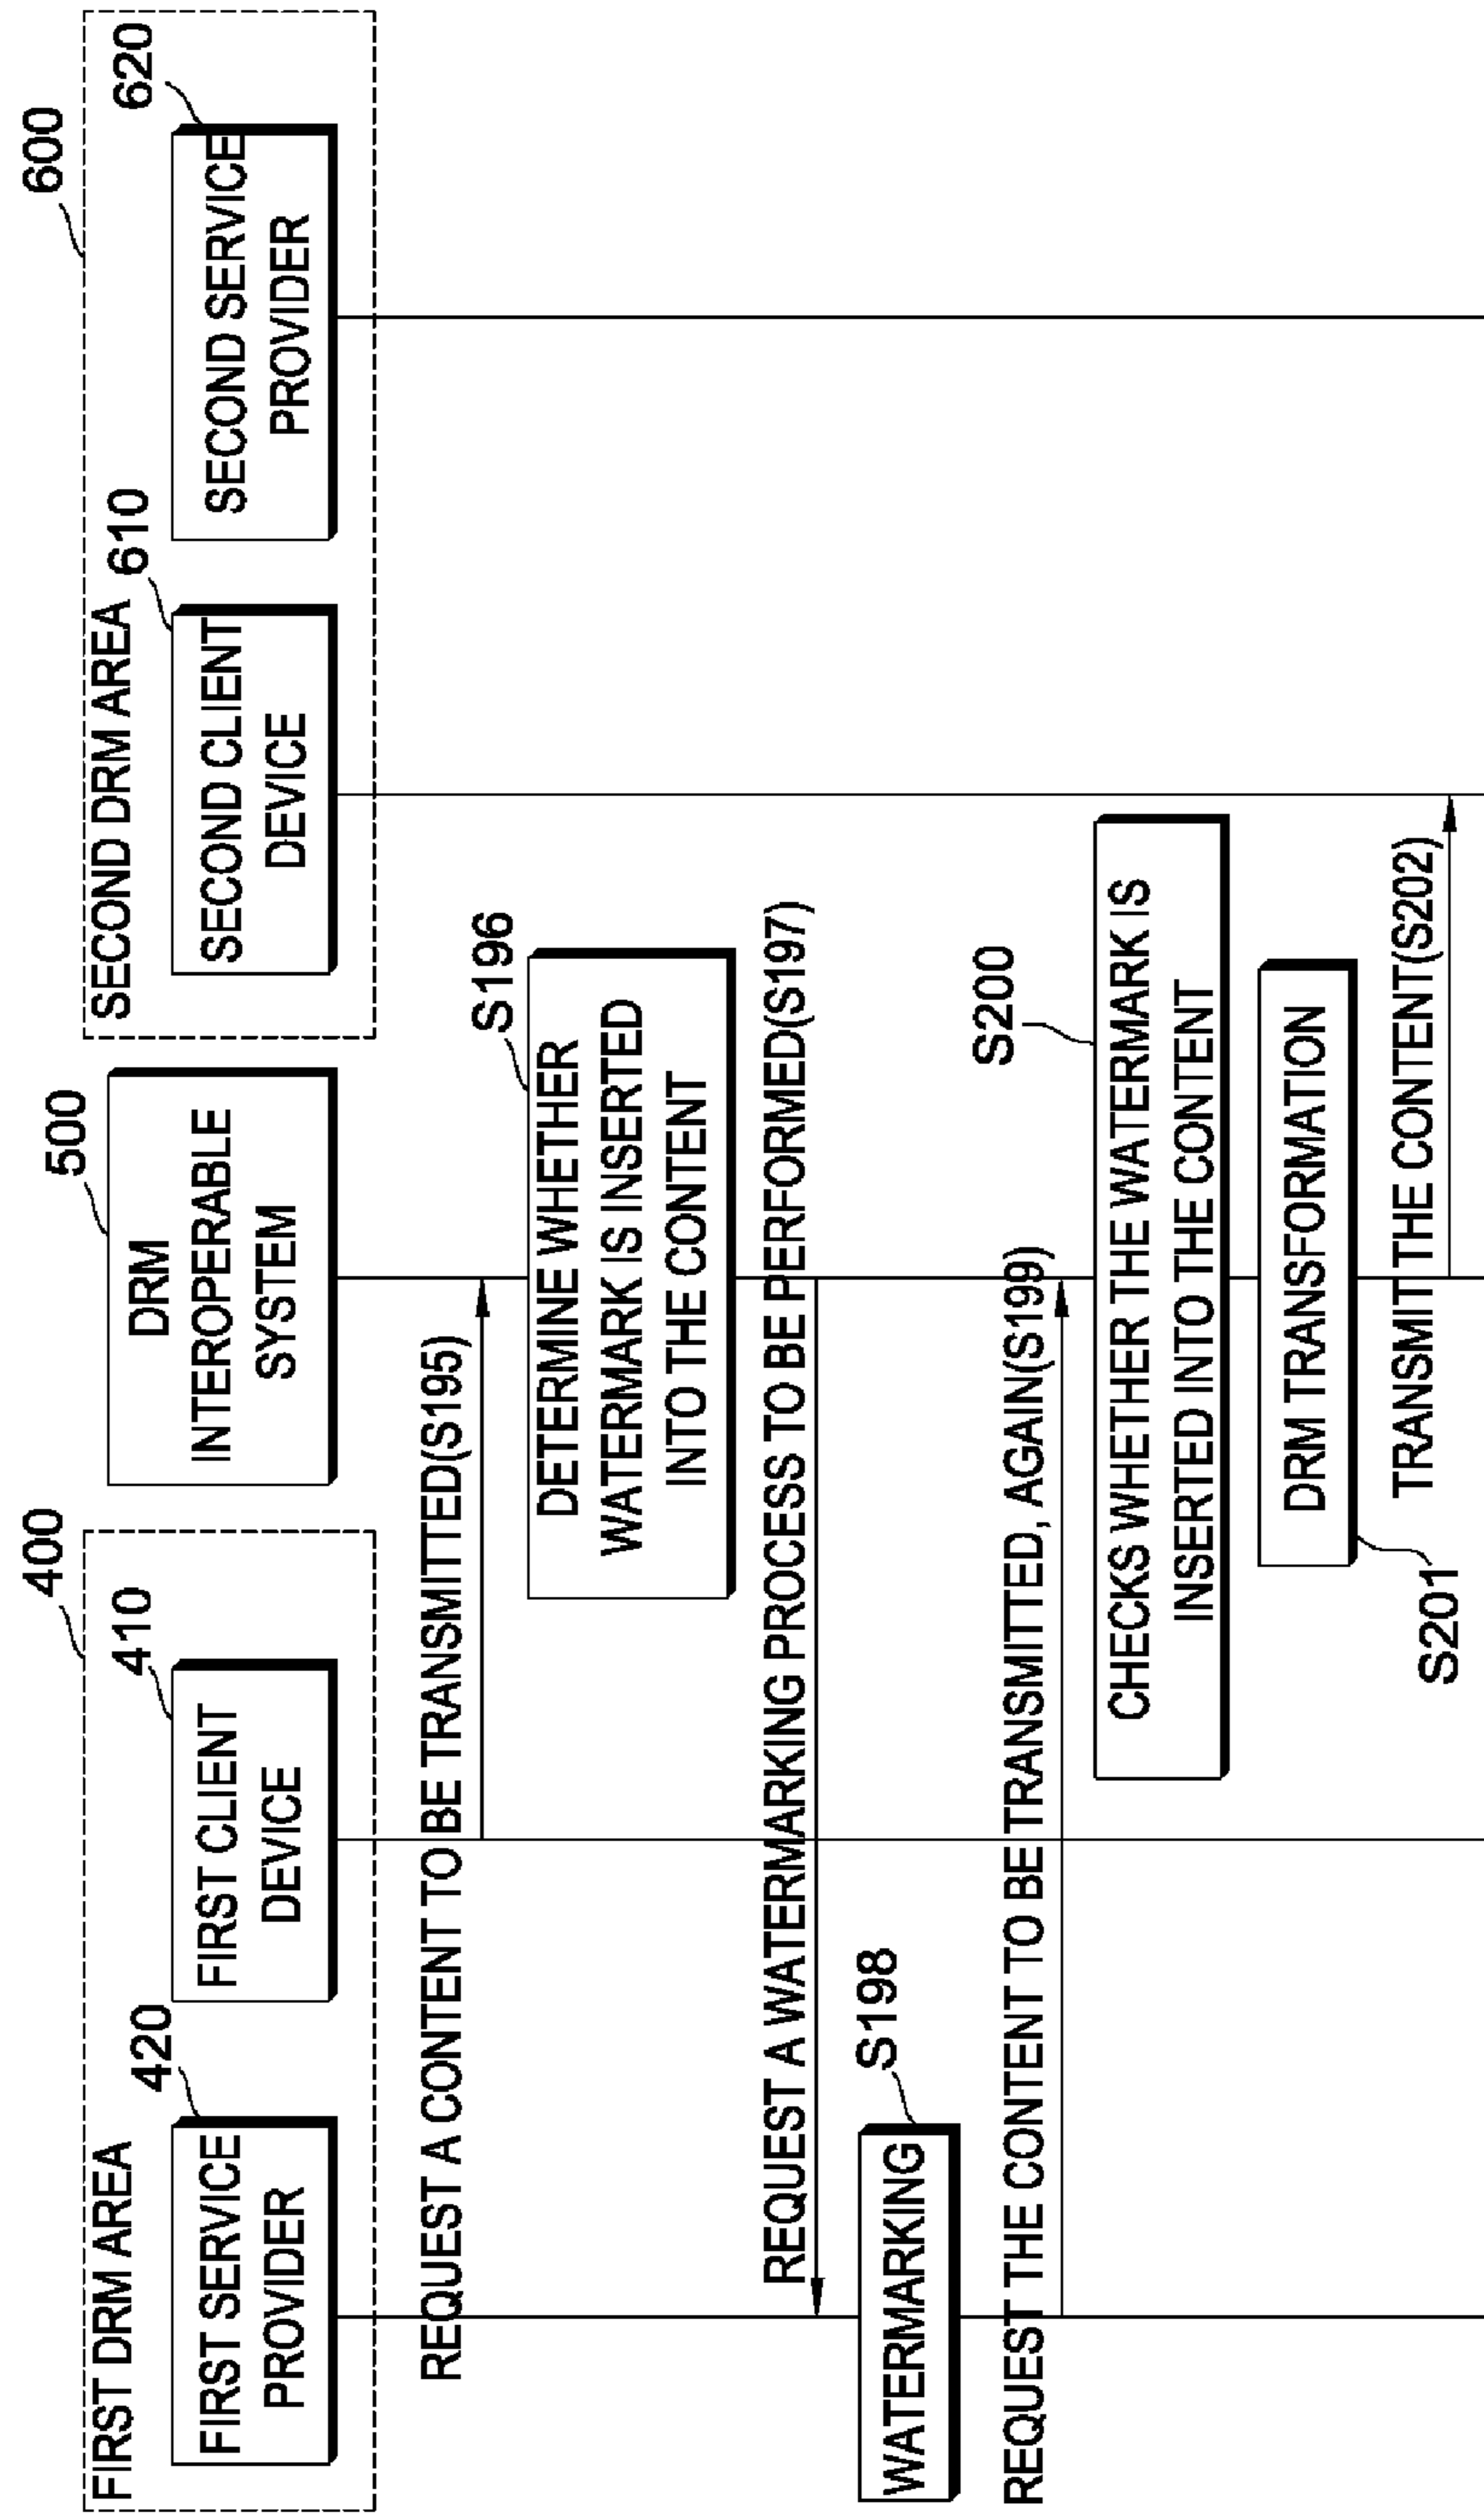 400
500
600
FIRST DRM AREA
SECOND DRM AREA
420
410
610
620
FIRST SERVICE
PROVIDER
FIRST CLIENT
DEVICE
DRM
INTEROPERABLE
SYSTEM
SECOND CLIENT
DEVICE
SECOND SERVICE
PROVIDER
REQUEST A CONTENT TO BE TRANSMITTED(S195)
S196
DETERMINE WHETHER
WATERMARK IS INSERTED
INTO THE CONTENT
REQUEST A WATERMARKING PROCESS TO BE PERFORMED(S197)
S198
WATERMARKING
REQUEST THE CONTENT TO BE TRANSMITTED, AGAIN(S199)
S200
CHECKS WHETHER THE WATERMARK IS
INSERTED INTO THE CONTENT
DRM TRANSFORMATION
S201
TRANSMIT THE CONTENT(S202)